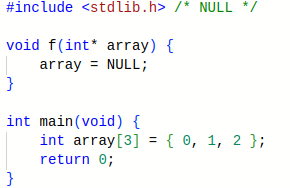 #include <stdlib.h> /* NULL */

void f(int* array) {
    array = NULL;
}

int main(void) {
    int array[3] = { 0, 1, 2 };
    return 0;
}